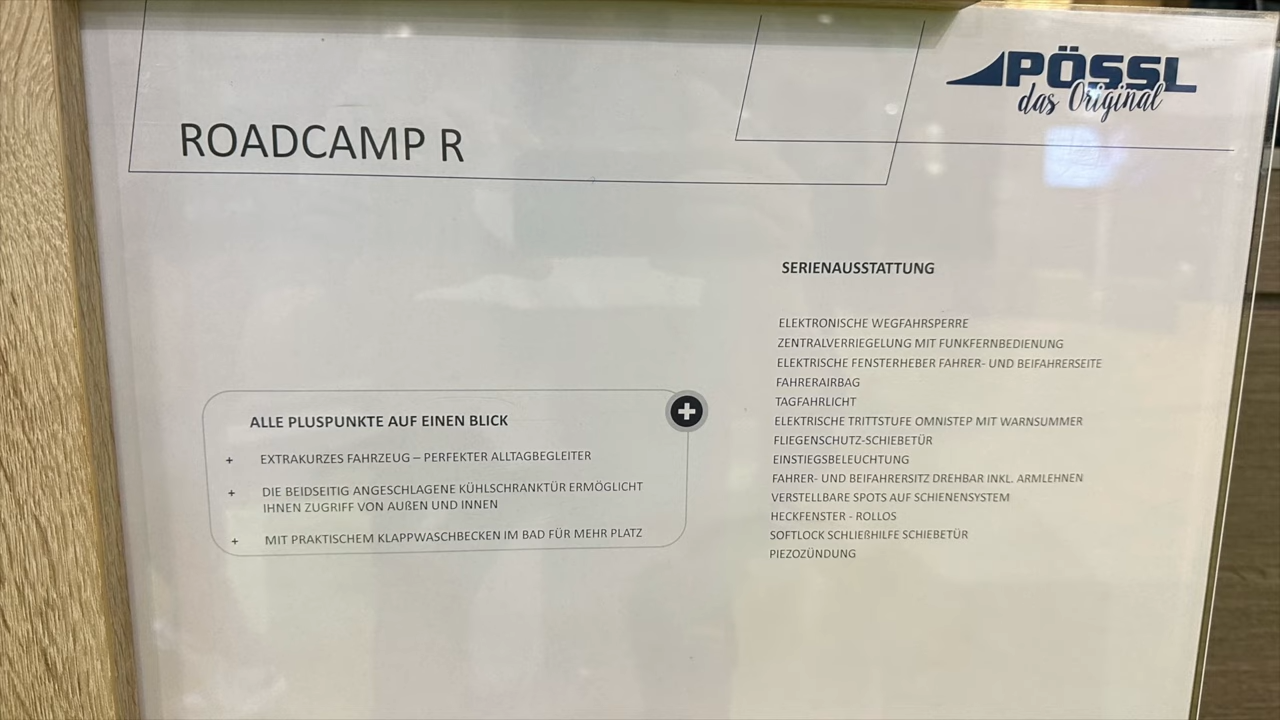 PÖSSL
das Original
ROADCAMP R
ALLE PLUSPUNKTE AUF EINEN BLICK
+ EXTRAKURZES FAHRZEUG – PERFEKTER ALLTAGBEGLEITER
+ DIE BEIDSEITIG ANGESCHLAGENE KÜHLSCHRANKTÜR ERMÖGLICHT
IHNEN ZUGRIFF VON AUßEN UND INNEN
+ MIT PRAKTISCHEM KLAPPWASCHBECKEN IM BAD FÜR MEHR PLATZ
SERIENAUSSTATTUNG
ELEKTRONISCHE WEGFAHRSPERRE
ZENTRALVERRIEGELUNG MIT FUNKFERNBEDIENUNG
ELEKTRISCHE FENSTERHEBER FAHRER- UND BEIFAHRERSEITE
FAHRERAIRBAG
TAGFAHRLICHT
ELEKTRISCHE TRITTSTUFE OMNISTEP MIT WARNSUMMER
FLIEGENSCHUTZ-SCHIEBETÜR
EINSTIEGSBELEUCHTUNG
FAHRER- UND BEIFAHRERSITZ DREHBAR INKL. ARMLEHNEN
VERSTELLBARE SPOTS AUF SCHIENENSYSTEM
HECKFENSTER - ROLLOS
SOFTLOCK SCHLIEßHILFE SCHIEBETÜR
PIEZOZÜNDUNG